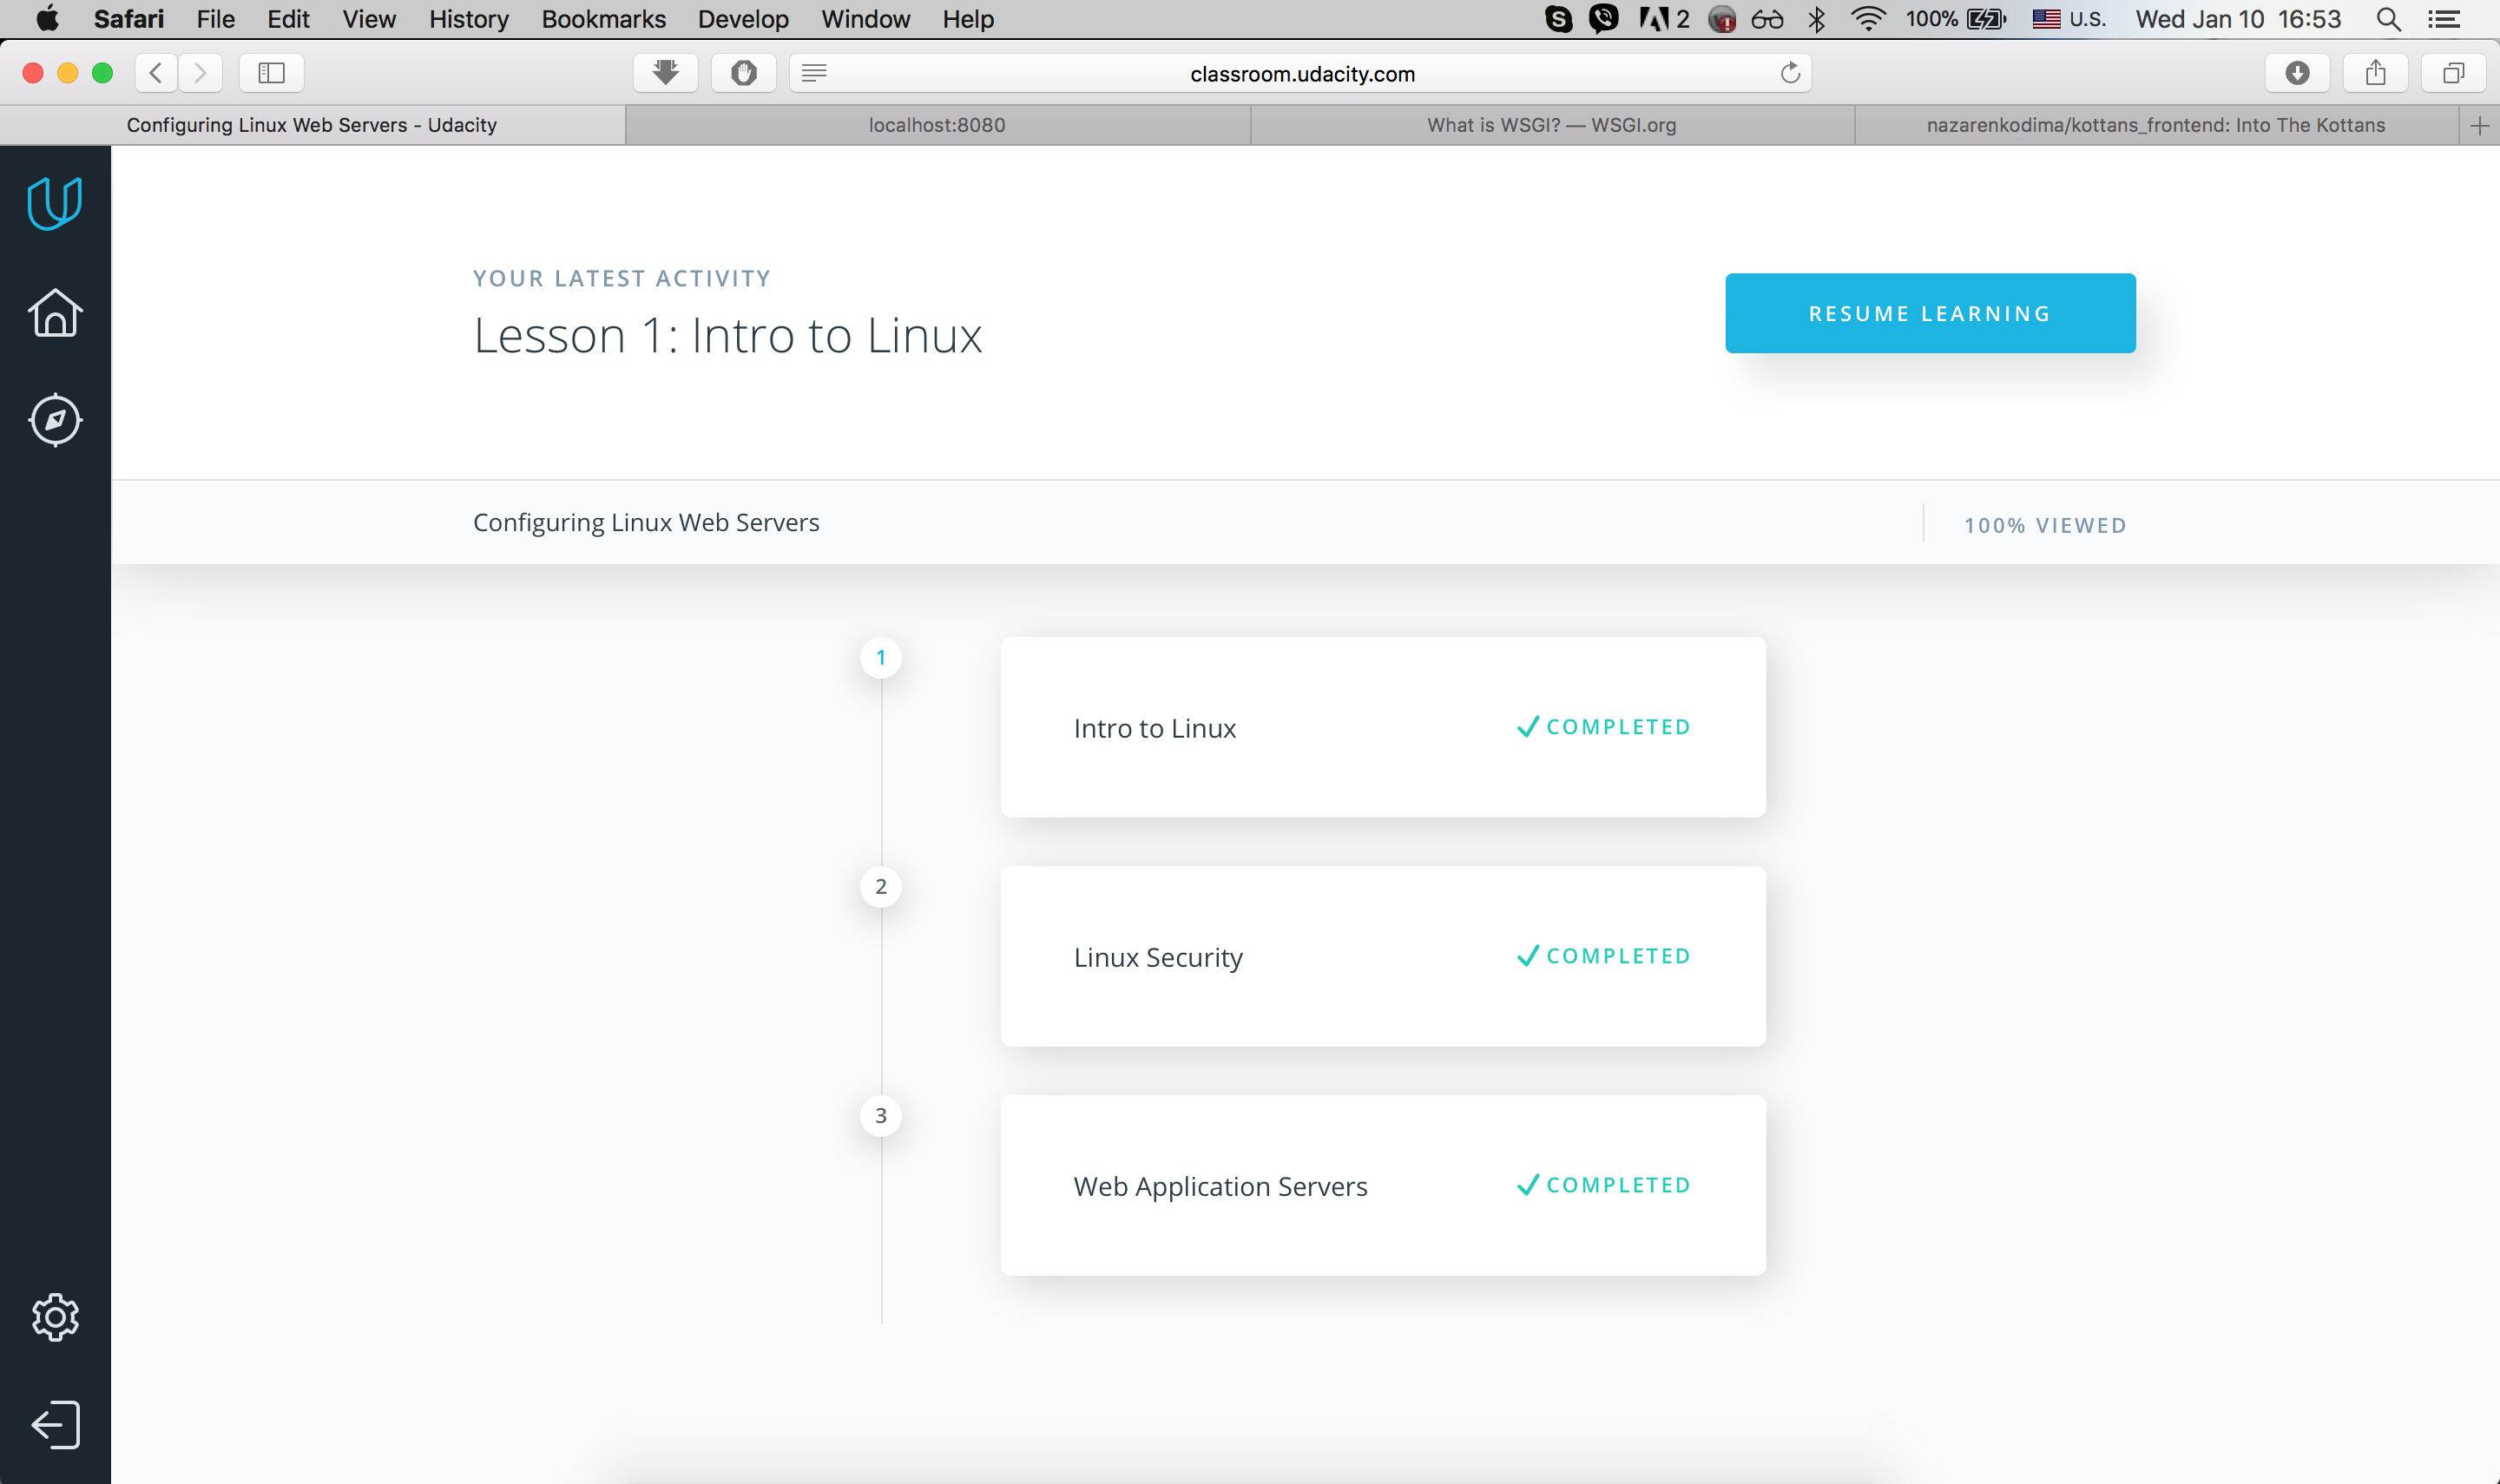 Safari File Edit View History Bookmarks Develop Window Help 2 100% U.S. Wed Jan 10 16:53
classroom.udacity.com
Configuring Linux Web Servers - Udacity localhost:8080 What is WSGI? — WSGI.org nazarenkodima/kottans_frontend: Into The Kottans
YOUR LATEST ACTIVITY
Lesson 1: Intro to Linux
RESUME LEARNING
Configuring Linux Web Servers 100% VIEWED
1
Intro to Linux COMPLETED
2
Linux Security COMPLETED
3
Web Application Servers COMPLETED